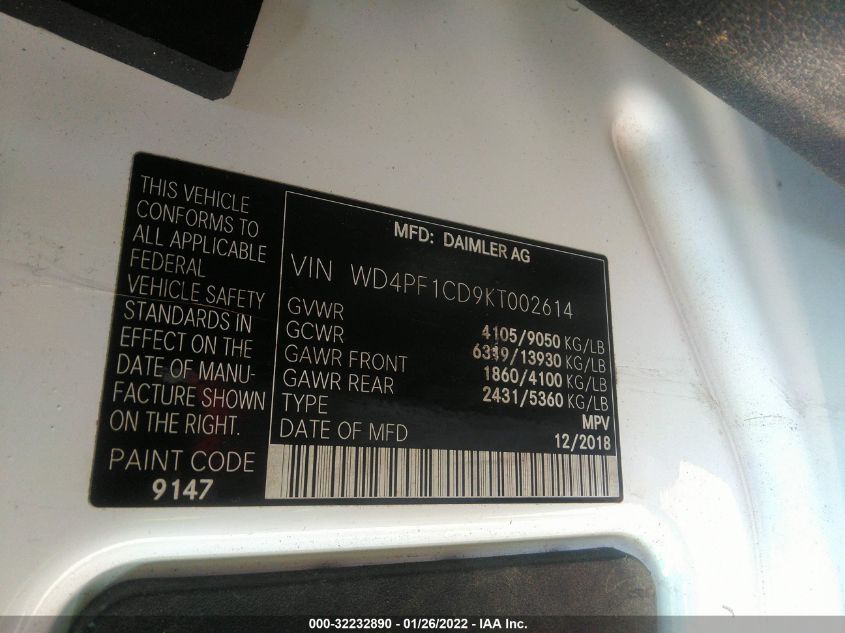 THIS VEHICLE
CONFORMS TO
ALL APPLICABLE
FEDERAL
VEHICLE SAFETY
STANDARDS IN
EFFECT ON THE
DATE OF MANU-
FACTURE SHOWN
ON THE RIGHT.
PAINT CODE
9147
MFD: DAIMLER AG
VIN WD4PF1CD9KT002614
GVWR 4105/9050 KG/LB
GCWR 6319/13930 KG/LB
GAWR FRONT 1860/4100 KG/LB
GAWR REAR 2431/5360 KG/LB
TYPE MPV
DATE OF MFD 12/2018
000-32232890 - 01/26/2022 - IAA Inc.